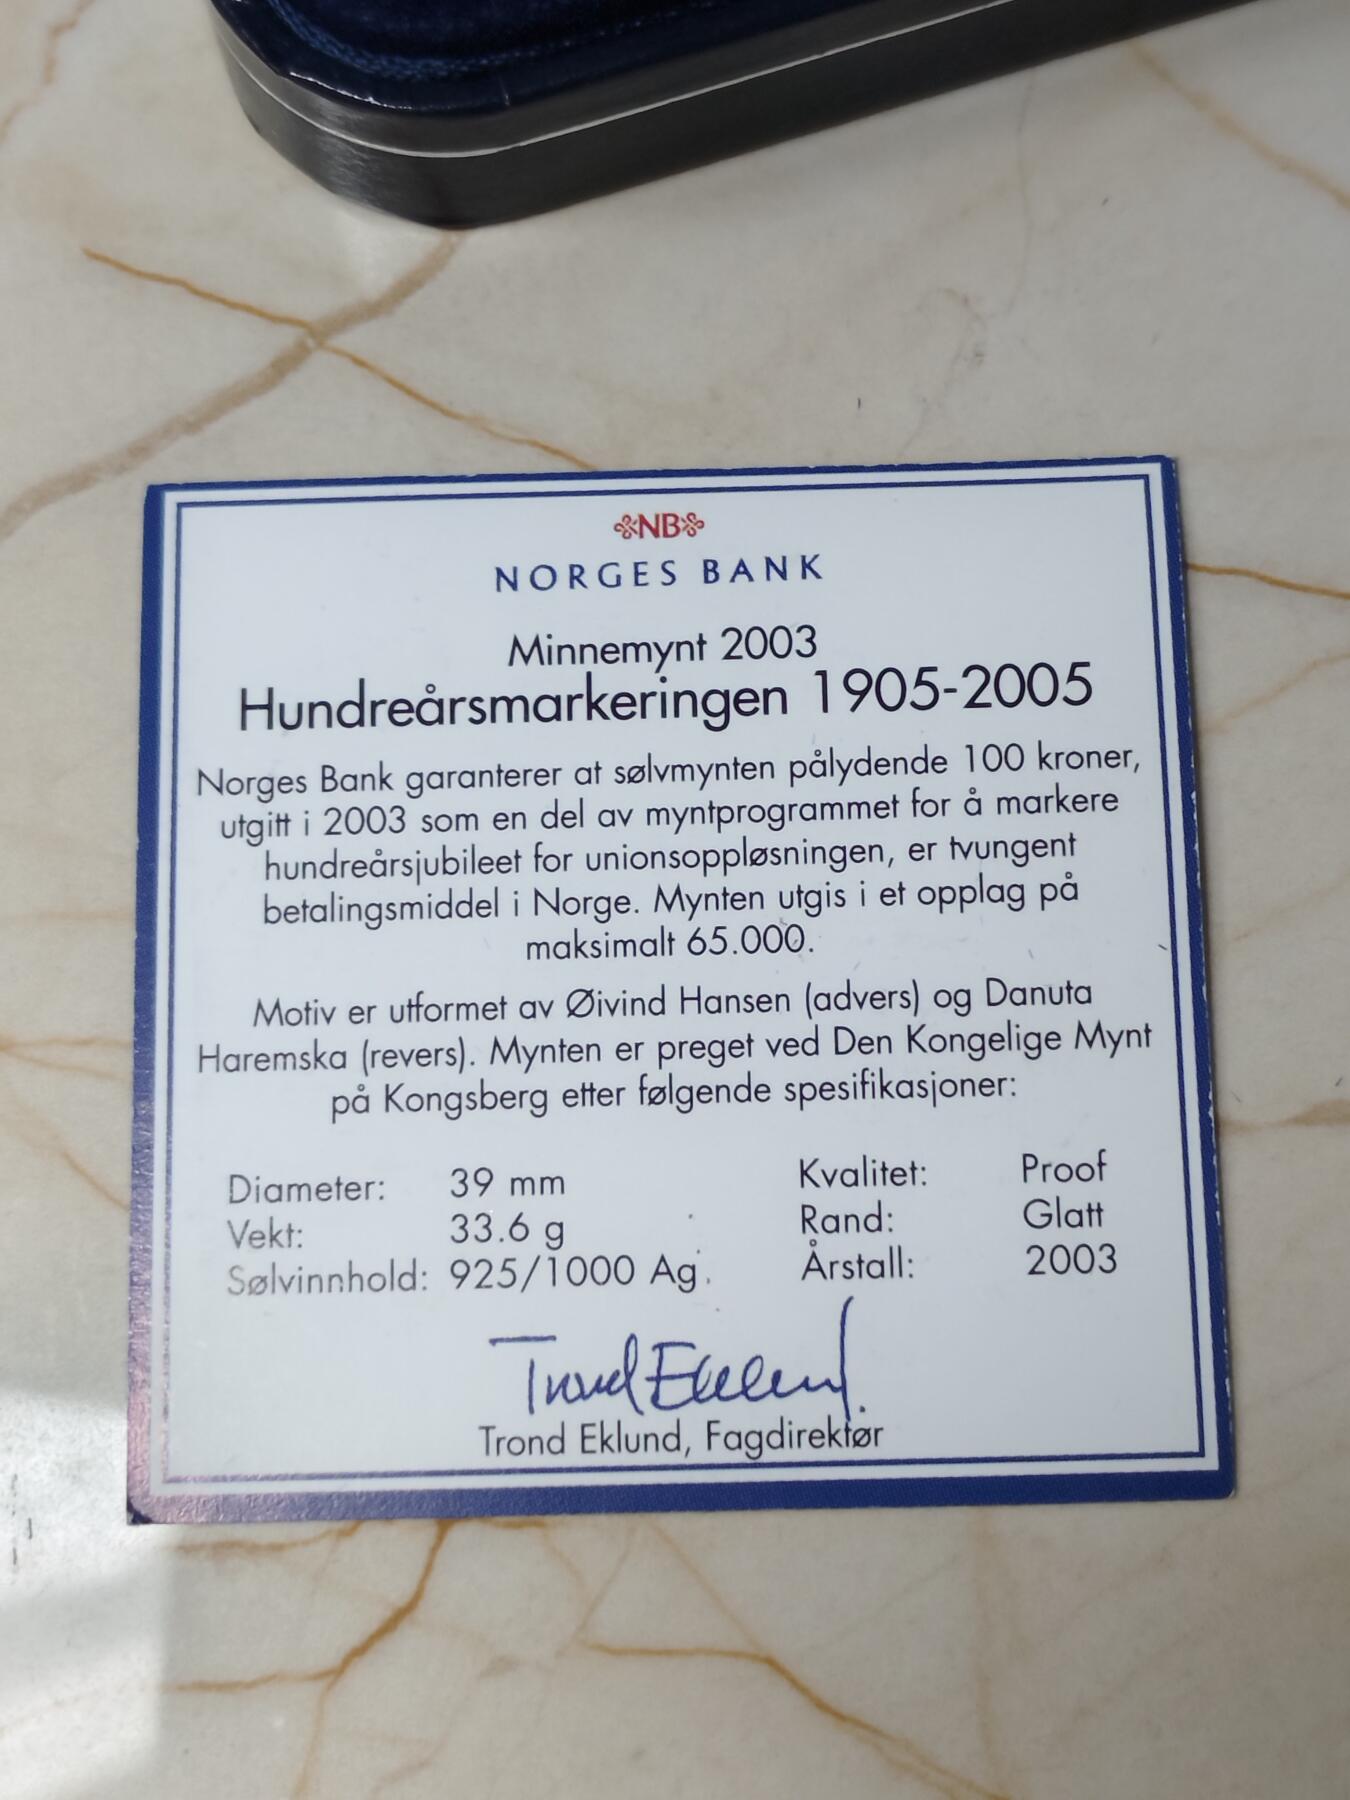 NB
NORGES BANK
Minnemynt 2003
Hundreårsmarkeringen 1905-2005
Norges Bank garanterer at sølvmynten pålydende 100 kroner,
utgitt i 2003 som en del av myntprogrammet for å markere
hundreårsjubileet for unionsoppløsningen, er tvungent
betalingsmiddel i Norge. Mynten utgis i et opplag på
maksimalt 65.000.
Motiv er utformet av Øivind Hansen (advers) og Danuta
Haremska (revers). Mynten er preget ved Den Kongelige Mynt
på Kongsberg etter følgende spesifikasjoner:
Diameter: 39 mm Kvalitet: Proof
Vekt: 33.6 g Rand: Glatt
Sølvinnhold: 925/1000 Ag. Årstall: 2003
Trond Eklund
Trond Eklund, Fagdirektør